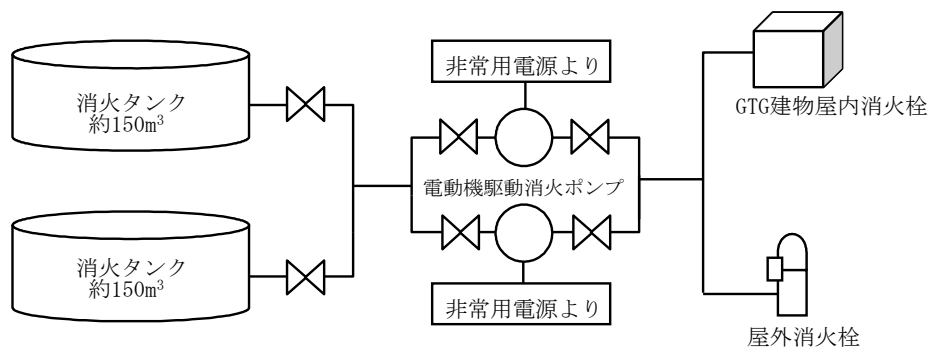 非常用電源より
消火タンク
約150m³
GTG建物屋内消火栓
電動機駆動消火ポンプ
消火タンク
約150m³
非常用電源より
屋外消火栓